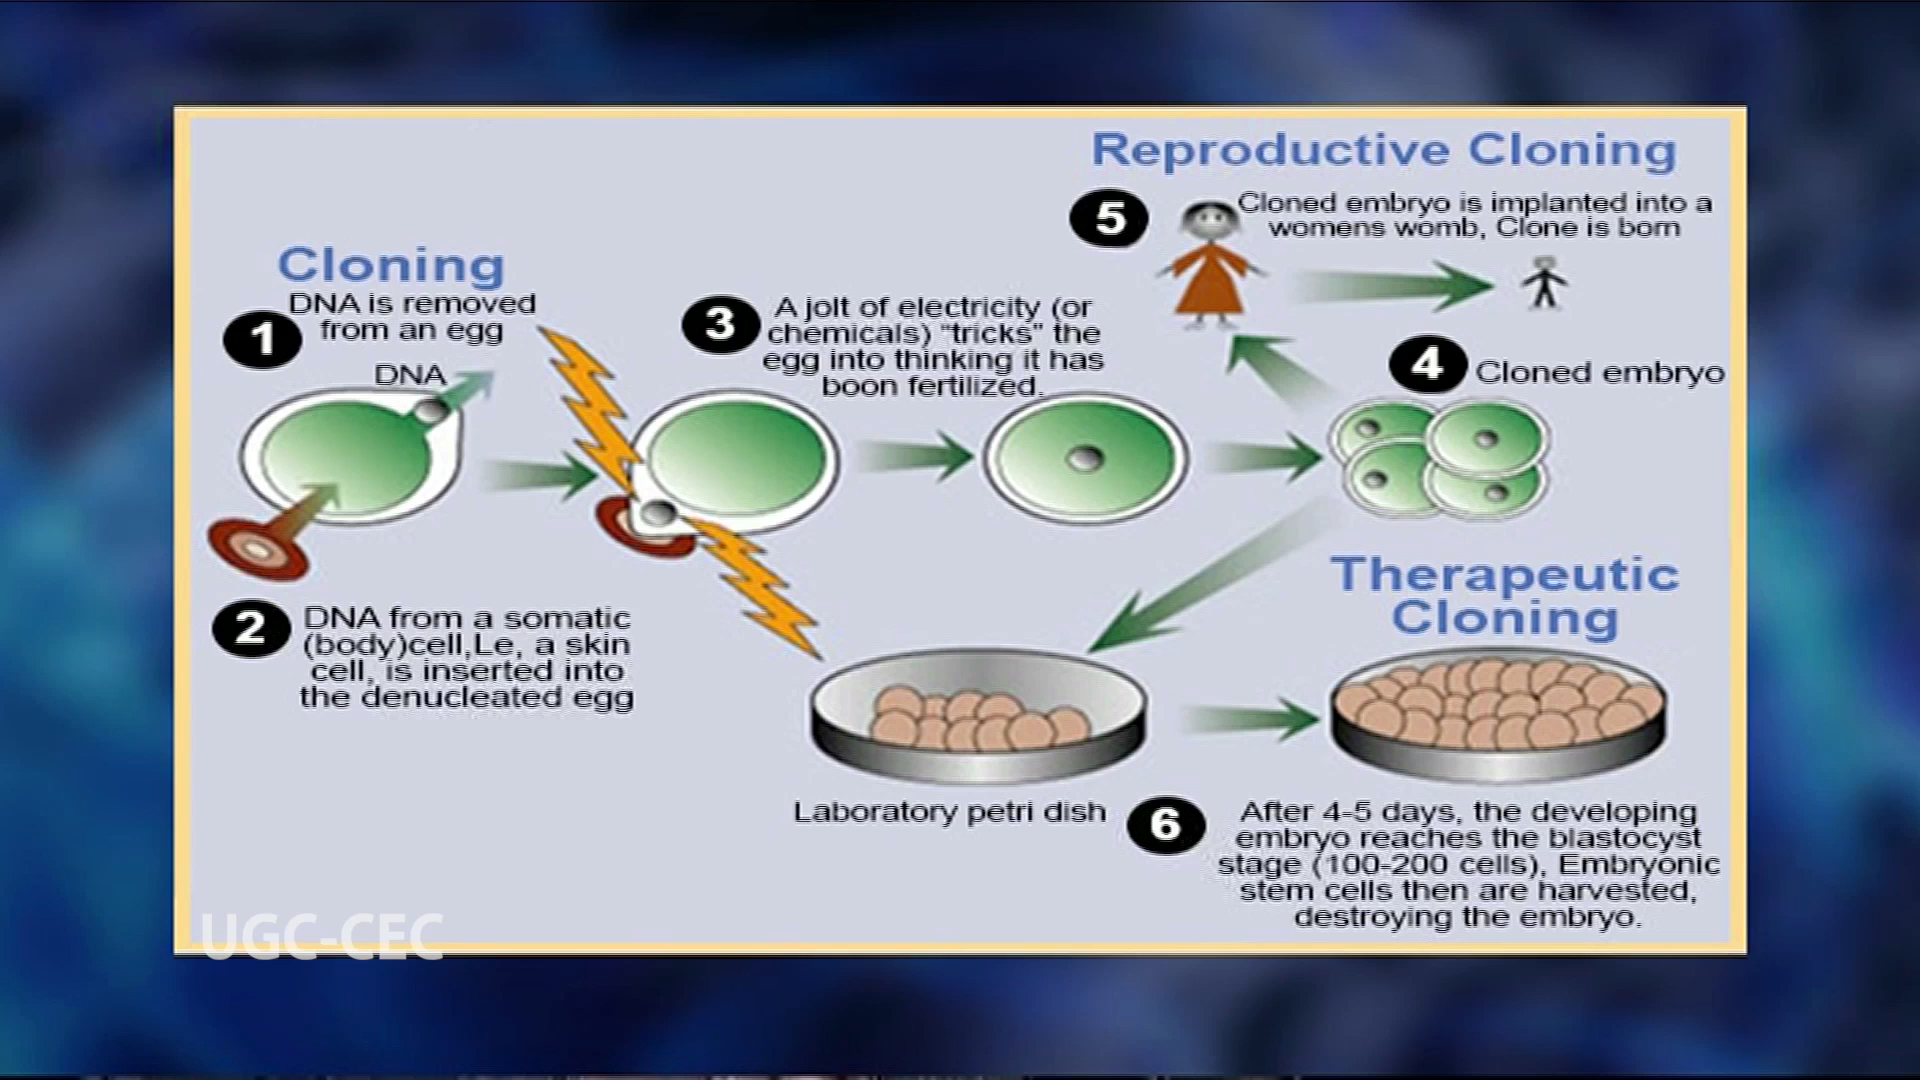 Reproductive Cloning
5
Cloned embryo is implanted into a
womens womb, Clone is born
Cloning
1
DNA is removed
from an egg
DNA
3
A jolt of electricity (or
chemicals) "tricks" the
egg into thinking it has
boon fertilized.
4
Cloned embryo
2
DNA from a somatic
(body)cell,Le, a skin
cell, is inserted into
the denucleated egg
Therapeutic
Cloning
Laboratory petri dish
6
After 4-5 days, the developing
embryo reaches the blastocyst
stage (100-200 cells), Embryonic
stem cells then are harvested,
destroying the embryo.
UGC-CEC